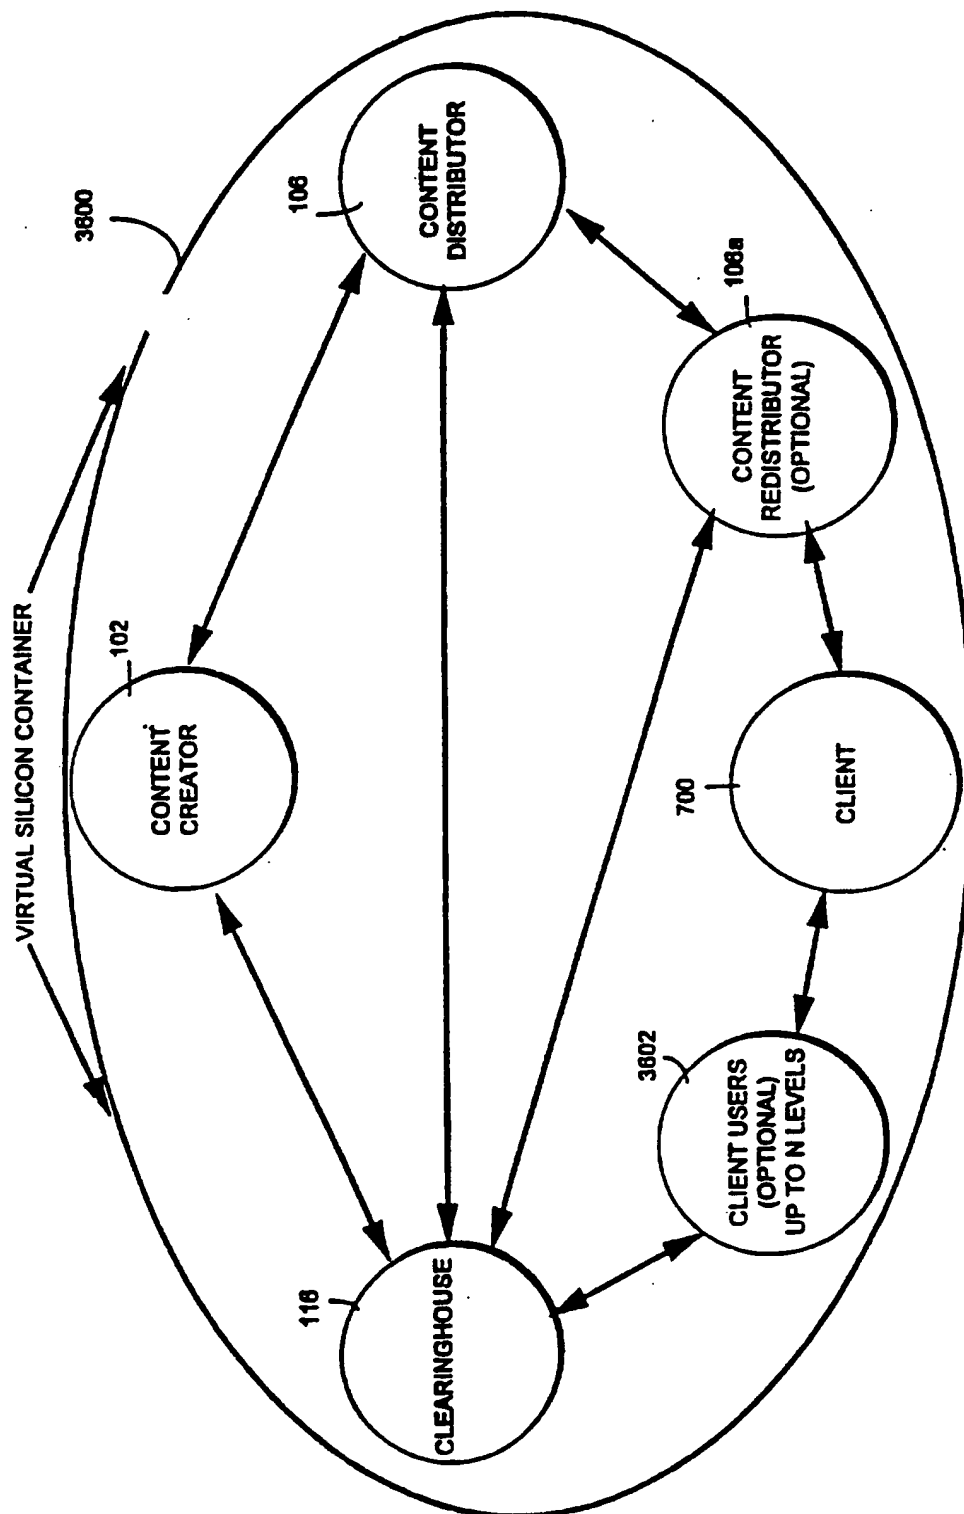 VIRTUAL SILICON CONTAINER
3600
102
CONTENT
CREATOR
116
CLEARINGHOUSE
106
CONTENT
DISTRIBUTOR
3602
CLIENT USERS
(OPTIONAL)
UP TO N LEVELS
700
CLIENT
106a
CONTENT
REDISTRIBUTOR
(OPTIONAL)